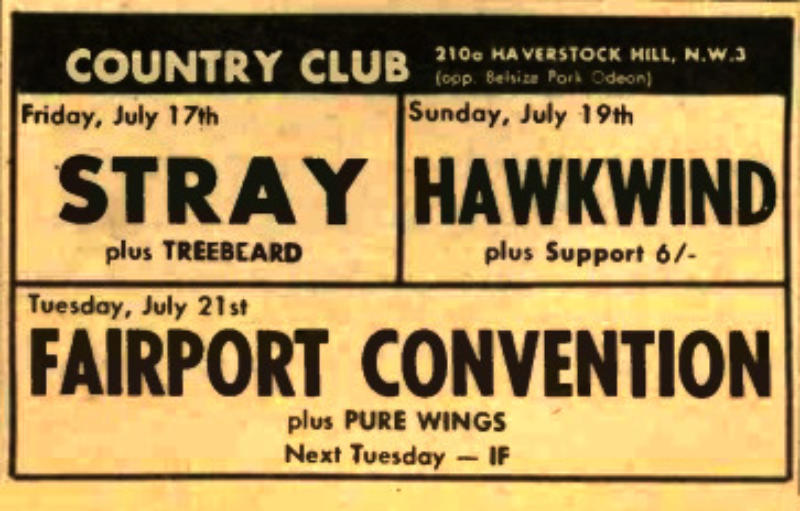 COUNTRY CLUB
210a HAVERSTOCK HILL, N.W.3
(opp. Belsize Park Odeon)
Friday, July 17th
STRAY
plus TREEBEARD
Sunday, July 19th
HAWKWIND
plus Support 6/-
Tuesday, July 21st
FAIRPORT CONVENTION
plus PURE WINGS
Next Tuesday — IF